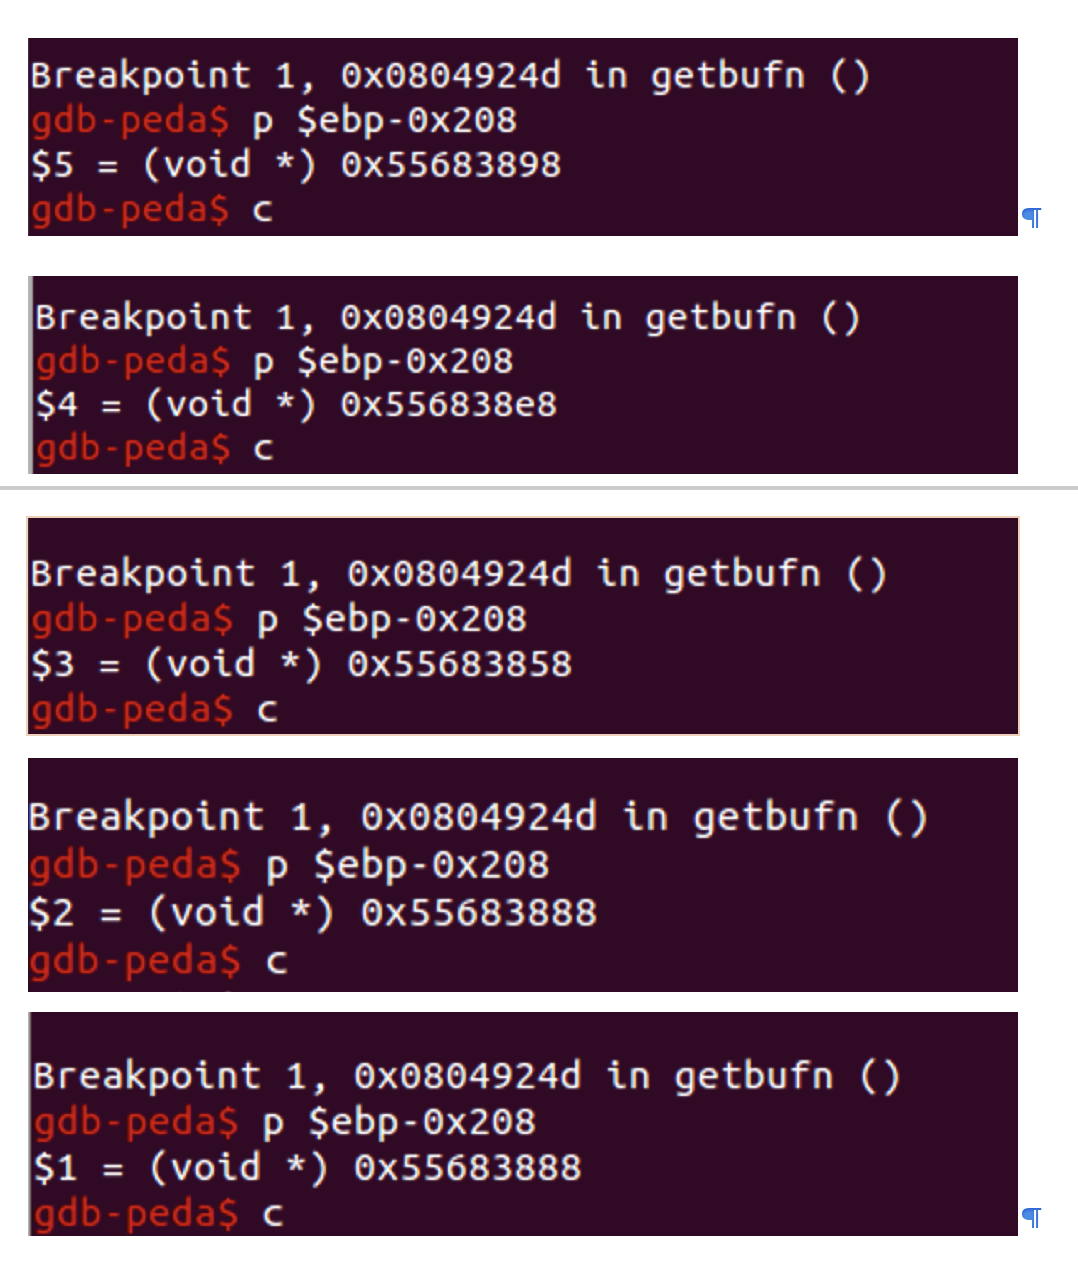 Breakpoint 1, 0x0804924d in getbufn ()
gdb-peda$ p $ebp-0x208
$5 = (void *) 0x55683898
gdb-peda$ c
¶
Breakpoint 1, 0x0804924d in getbufn ()
gdb-peda$ p $ebp-0x208
$4 = (void *) 0x556838e8
gdb-peda$ c
Breakpoint 1, 0x0804924d in getbufn ()
gdb-peda$ p $ebp-0x208
$3 = (void *) 0x55683858
gdb-peda$ c
Breakpoint 1, 0x0804924d in getbufn ()
gdb-peda$ p $ebp-0x208
$2 = (void *) 0x55683888
gdb-peda$ c
Breakpoint 1, 0x0804924d in getbufn ()
gdb-peda$ p $ebp-0x208
$1 = (void *) 0x55683888
gdb-peda$ c
¶